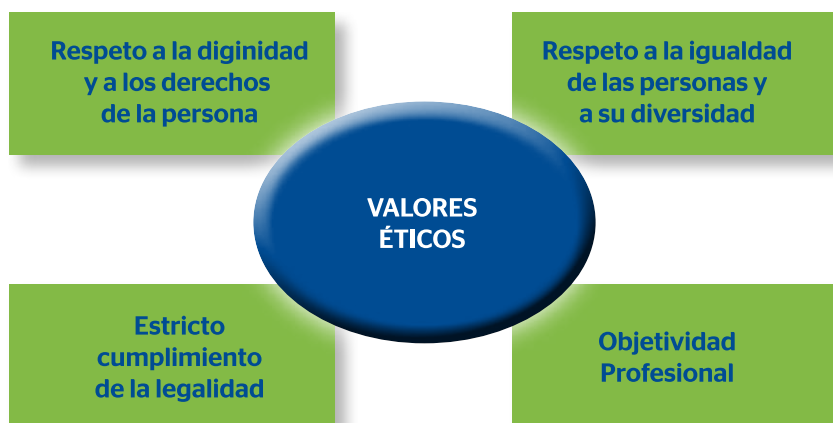 Respeto a la diginidad
y a los derechos
de la persona
Respeto a la igualdad
de las personas y
a su diversidad
VALORES
ÉTICOS
Estricto
cumplimiento
de la legalidad
Objetividad
Profesional